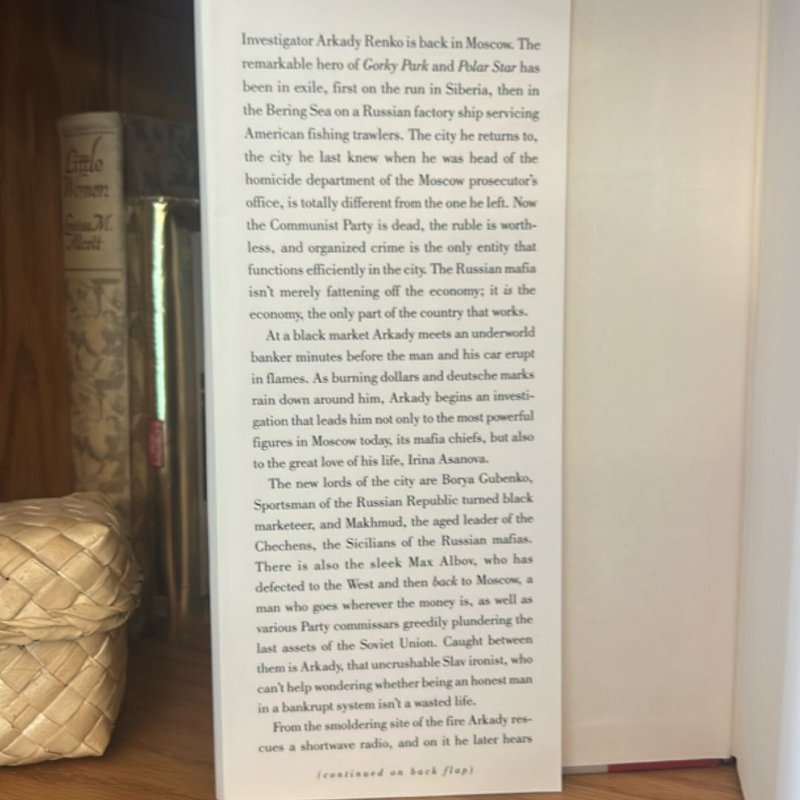 Little
Women
Louisa M.
Alcott
Investigator Arkady Renko is back in Moscow. The
remarkable hero of Gorky Park and Polar Star has
been in exile, first on the run in Siberia, then in
the Bering Sea on a Russian factory ship servicing
American fishing trawlers. The city he returns to,
the city he last knew when he was head of the
homicide department of the Moscow prosecutor's
office, is totally different from the one he left. Now
the Communist Party is dead, the ruble is worth-
less, and organized crime is the only entity that
functions efficiently in the city. The Russian mafia
isn't merely fattening off the economy; it is the
economy, the only part of the country that works.
At a black market Arkady meets an underworld
banker minutes before the man and his car erupt
in flames. As burning dollars and deutsche marks
rain down around him, Arkady begins an investi-
gation that leads him not only to the most powerful
figures in Moscow today, its mafia chiefs, but also
to the great love of his life, Irina Asanova.
The new lords of the city are Borya Gubenko,
Sportsman of the Russian Republic turned black
marketeer, and Makhmud, the aged leader of the
Chechens, the Sicilians of the Russian mafias.
There is also the sleek Max Albov, who has
defected to the West and then back to Moscow, a
man who goes wherever the money is, as well as
various Party commissars greedily plundering the
last assets of the Soviet Union. Caught between
them is Arkady, that uncrushable Slav ironist, who
can't help wondering whether being an honest man
in a bankrupt system isn't a wasted life.
From the smoldering site of the fire Arkady res-
cues a shortwave radio, and on it he later hears
(continued on back flap)